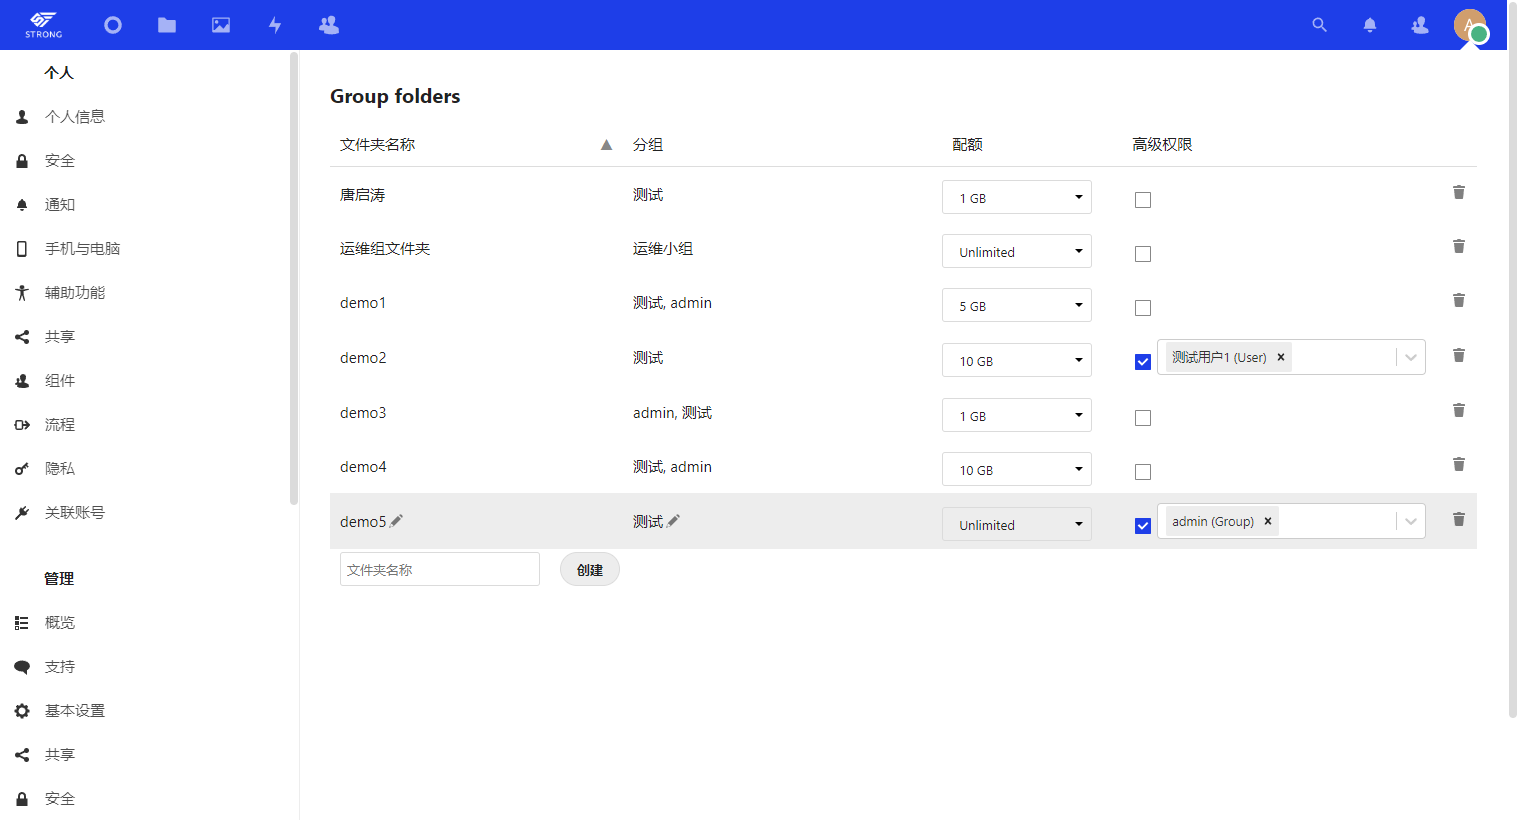 STRONG
A
个人
个人信息
安全
通知
手机与电脑
辅助功能
共享
组件
流程
隐私
关联账号
管理
概览
支持
基本设置
共享
安全
Group folders
文件夹名称 ▲ 分组 配额 高级权限
唐启涛 测试 1 GB
运维组文件夹 运维小组 Unlimited
demo1 测试, admin 5 GB
demo2 测试 10 GB 测试用户1 (User) ×
demo3 admin, 测试 1 GB
demo4 测试, admin 10 GB
demo5 测试 Unlimited admin (Group) ×
文件夹名称 创建